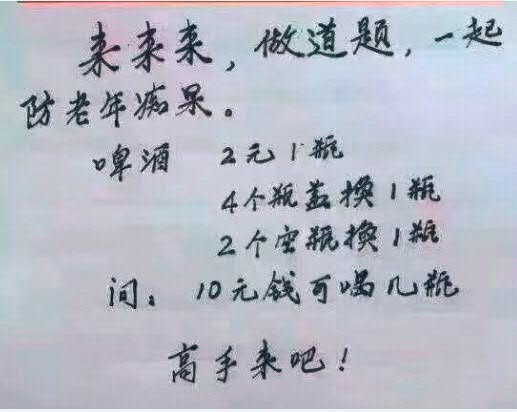 来来来，做道题，一起
防老年痴呆。
啤酒 2元1瓶
4个瓶盖换1瓶
2个空瓶换1瓶
问：10元钱可喝几瓶
高手来吧！